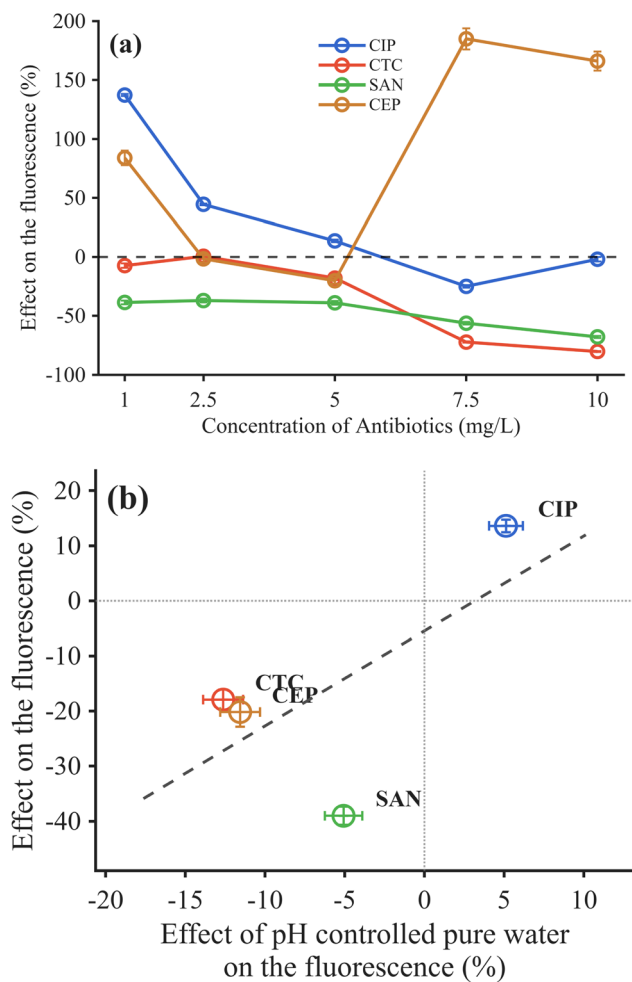 (a)
CIP
CTC
SAN
CEP
200
150
100
50
0
-50
-100
Effect on the fluorescence (%)
1 2.5 5 7.5 10
Concentration of Antibiotics (mg/L)
(b)
20
10
0
-10
-20
-30
-40
Effect on the fluorescence (%)
CIP
CTC
CEP
SAN
-20 -15 -10 -5 0 5 10
Effect of pH controlled pure water
on the fluorescence (%)